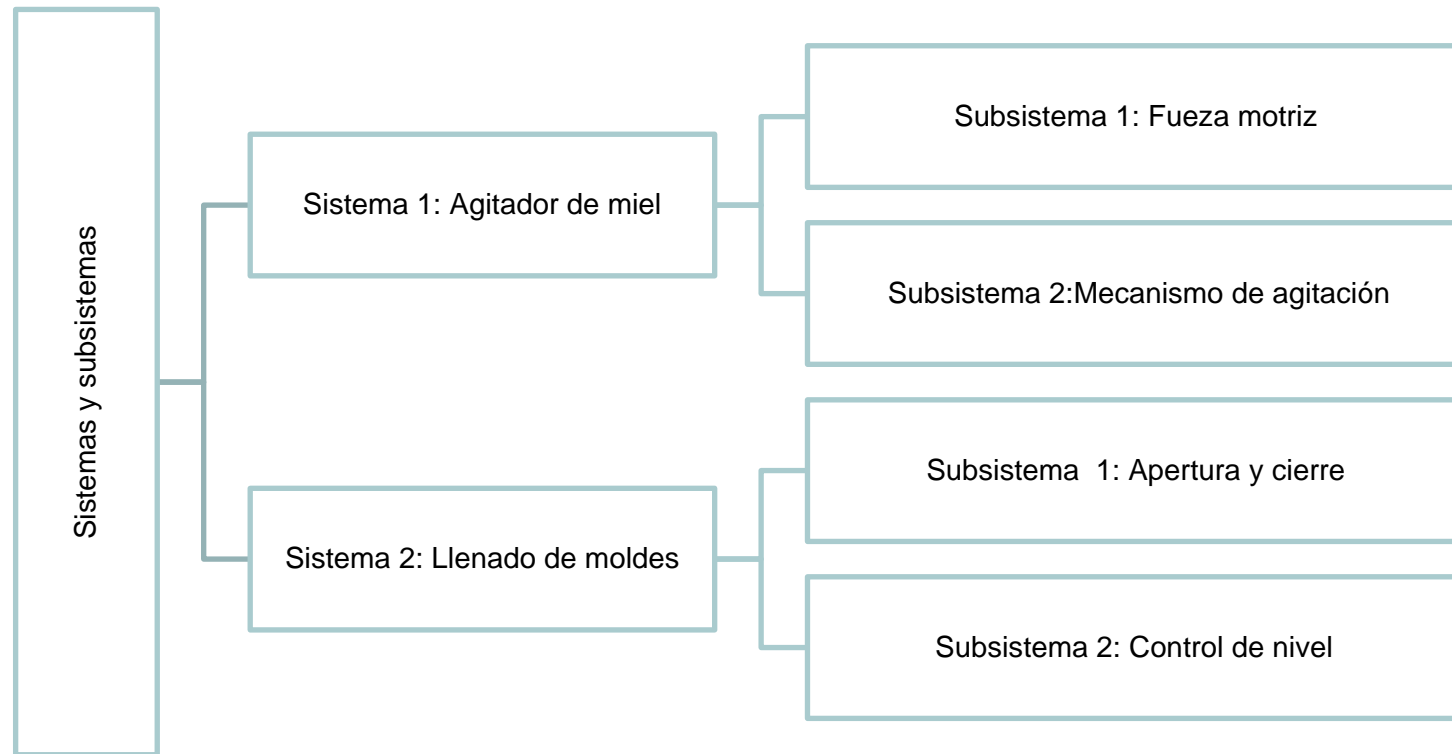 Sistemas y subsistemas
Sistema 1: Agitador de miel
Subsistema 1: Fueza motriz
Subsistema 2:Mecanismo de agitación
Sistema 2: Llenado de moldes
Subsistema  1: Apertura y cierre
Subsistema 2: Control de nivel